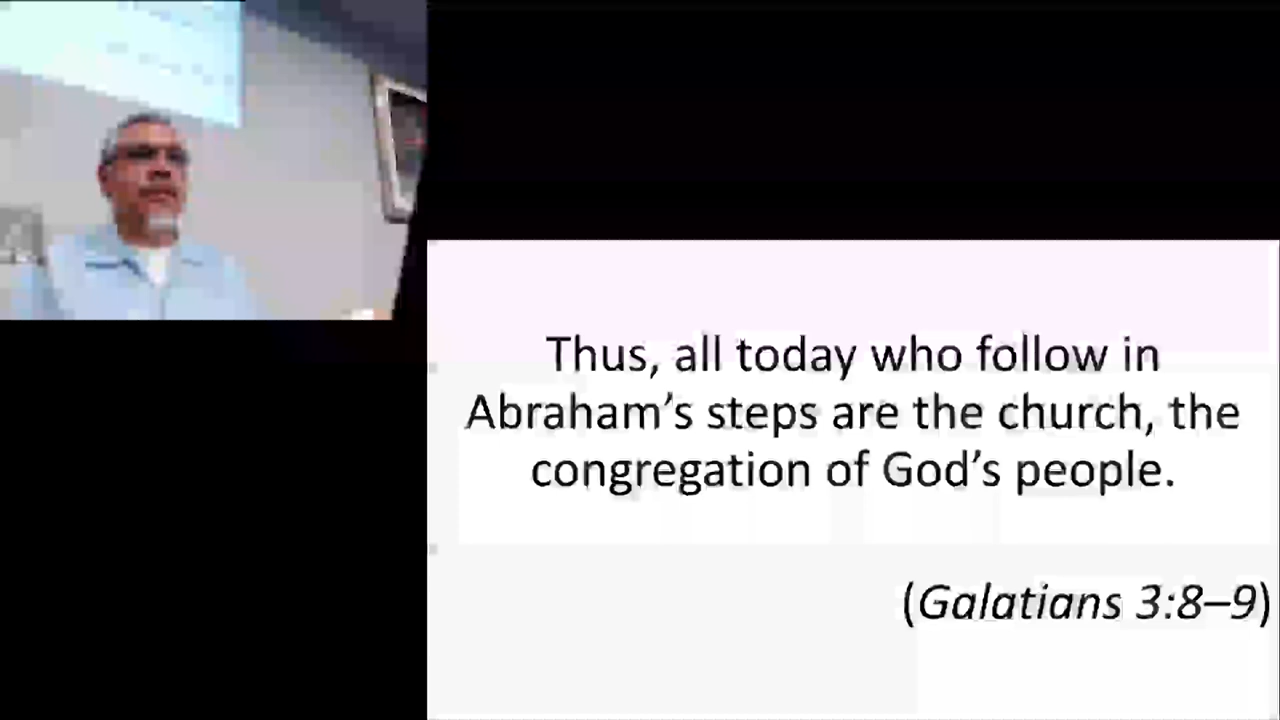 Thus, all today who follow in
Abraham’s steps are the church, the
congregation of God’s people.
(Galatians 3:8–9)